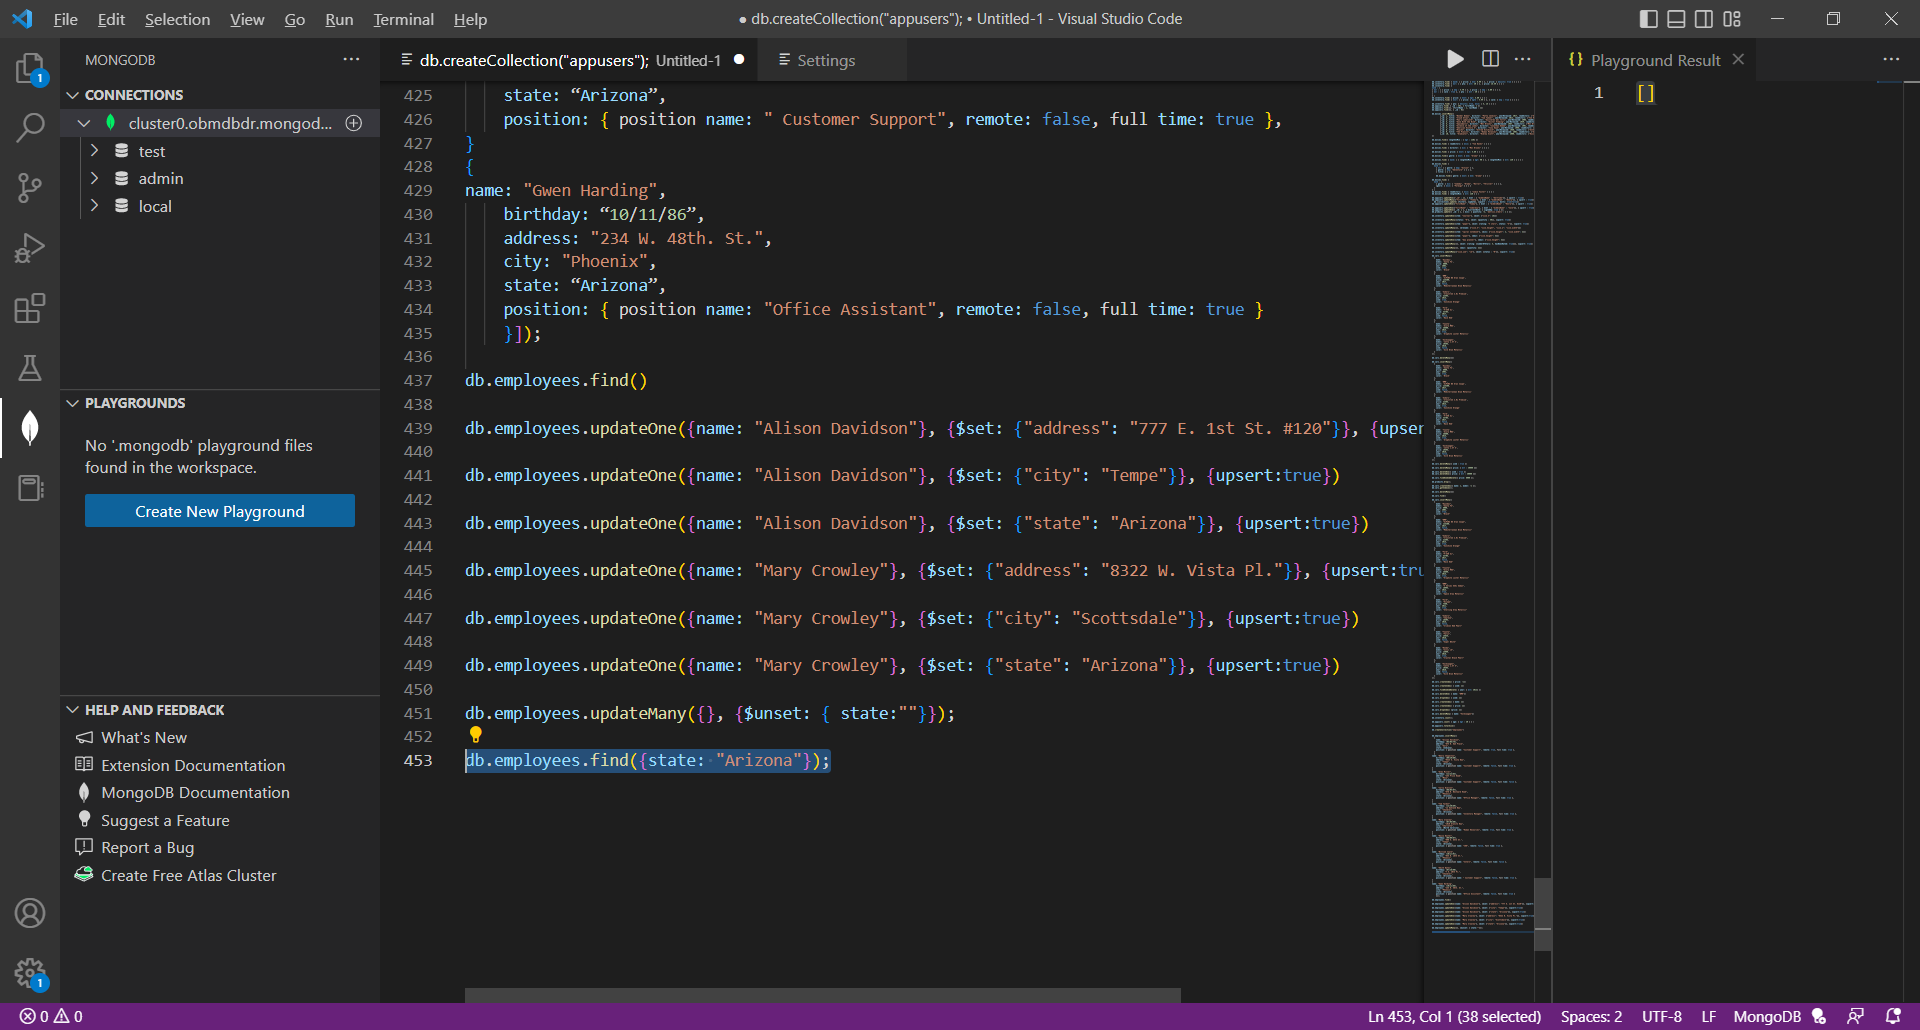 File Edit Selection View Go Run Terminal Help
● db.createCollection("appusers"); • Untitled-1 - Visual Studio Code
MONGODB
CONNECTIONS
cluster0.obmdbdr.mongod...
test
admin
local
PLAYGROUNDS
No '.mongodb' playground files
found in the workspace.
Create New Playground
HELP AND FEEDBACK
What's New
Extension Documentation
MongoDB Documentation
Suggest a Feature
Report a Bug
Create Free Atlas Cluster
1
1
db.createCollection("appusers"); Untitled-1 ●
Settings
425 state: “Arizona”,
426 position: { position name: " Customer Support", remote: false, full time: true },
427 }
428 {
429 name: "Gwen Harding",
430 birthday: “10/11/86”,
431 address: "234 W. 48th. St.",
432 city: "Phoenix",
433 state: “Arizona”,
434 position: { position name: "Office Assistant", remote: false, full time: true }
435 }]);
436
437 db.employees.find()
438
439 db.employees.updateOne({name: "Alison Davidson"}, {$set: {"address": "777 E. 1st St. #120"}}, {upser
440
441 db.employees.updateOne({name: "Alison Davidson"}, {$set: {"city": "Tempe"}}, {upsert:true})
442
443 db.employees.updateOne({name: "Alison Davidson"}, {$set: {"state": "Arizona"}}, {upsert:true})
444
445 db.employees.updateOne({name: "Mary Crowley"}, {$set: {"address": "8322 W. Vista Pl."}}, {upsert:tru
446
447 db.employees.updateOne({name: "Mary Crowley"}, {$set: {"city": "Scottsdale"}}, {upsert:true})
448
449 db.employees.updateOne({name: "Mary Crowley"}, {$set: {"state": "Arizona"}}, {upsert:true})
450
451 db.employees.updateMany({}, {$unset: { state:""}});
452
453 db.employees.find({state: "Arizona"});
{} Playground Result
1 []
0 0
Ln 453, Col 1 (38 selected) Spaces: 2 UTF-8 LF MongoDB